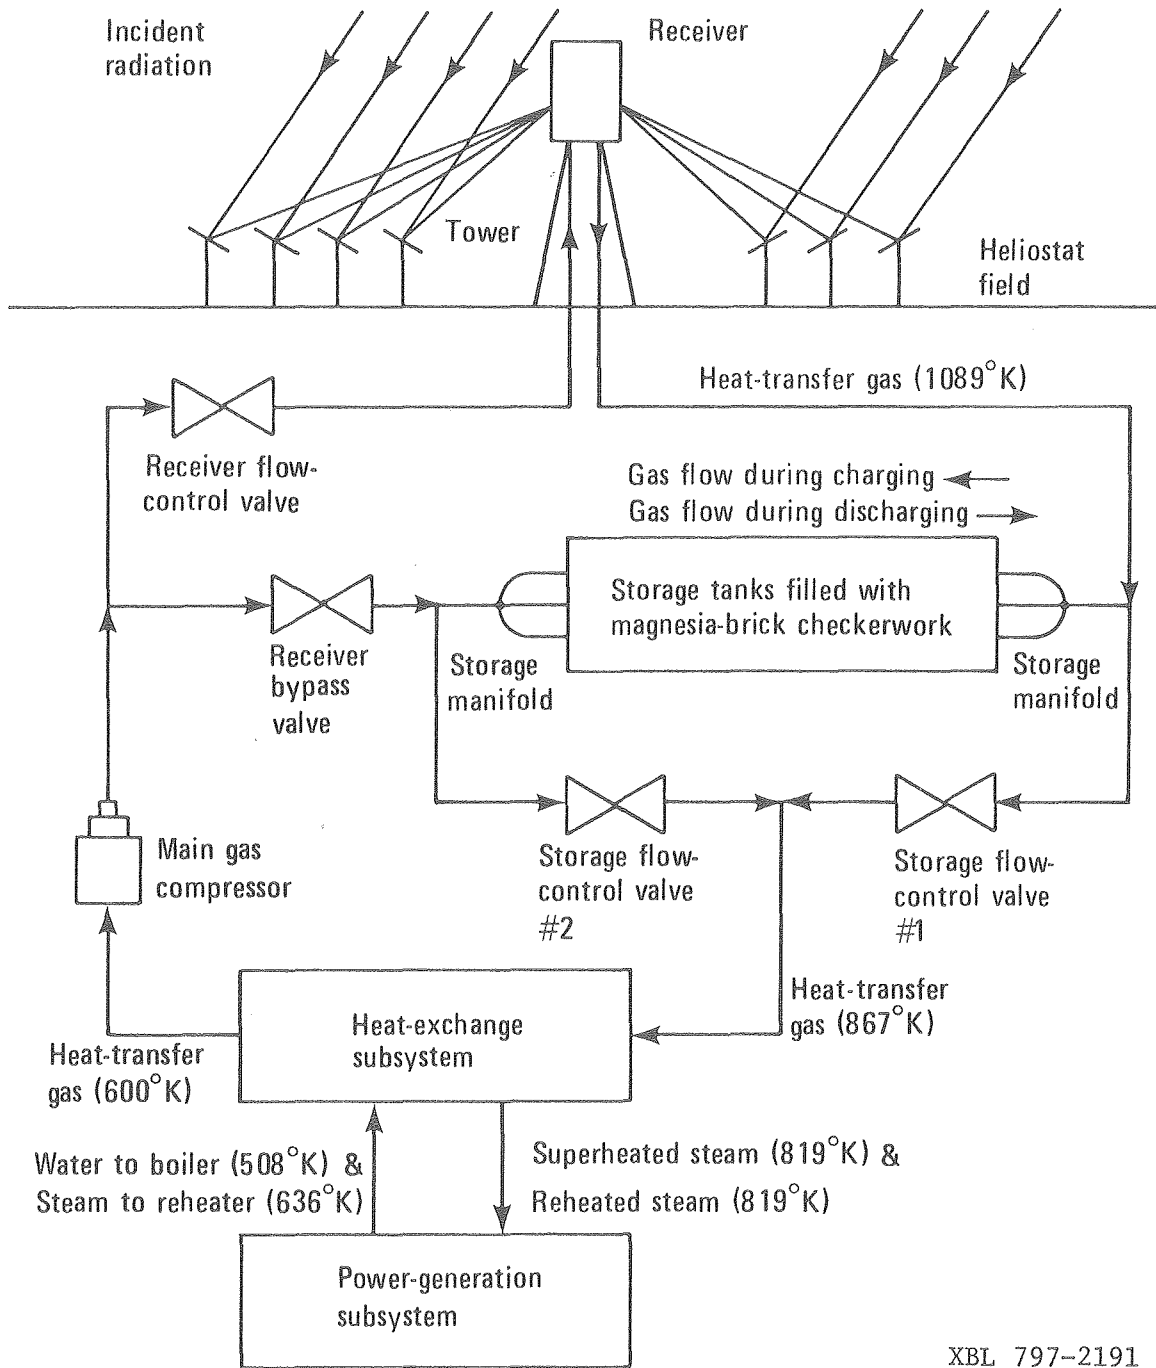 Incident
radiation
Receiver
Tower
Heliostat
field
Heat-transfer gas (1089°K)
Receiver flow-
control valve
Gas flow during charging
Gas flow during discharging
Storage tanks filled with
magnesia-brick checkerwork
Receiver
bypass
valve
Storage
manifold
Storage
manifold
Main gas
compressor
Storage flow-
control valve
#2
Storage flow-
control valve
#1
Heat-transfer
gas (867°K)
Heat-exchange
subsystem
Heat-transfer
gas (600°K)
Water to boiler (508°K) &
Steam to reheater (636°K)
Superheated steam (819°K) &
Reheated steam (819°K)
Power-generation
subsystem
XBL 797-2191